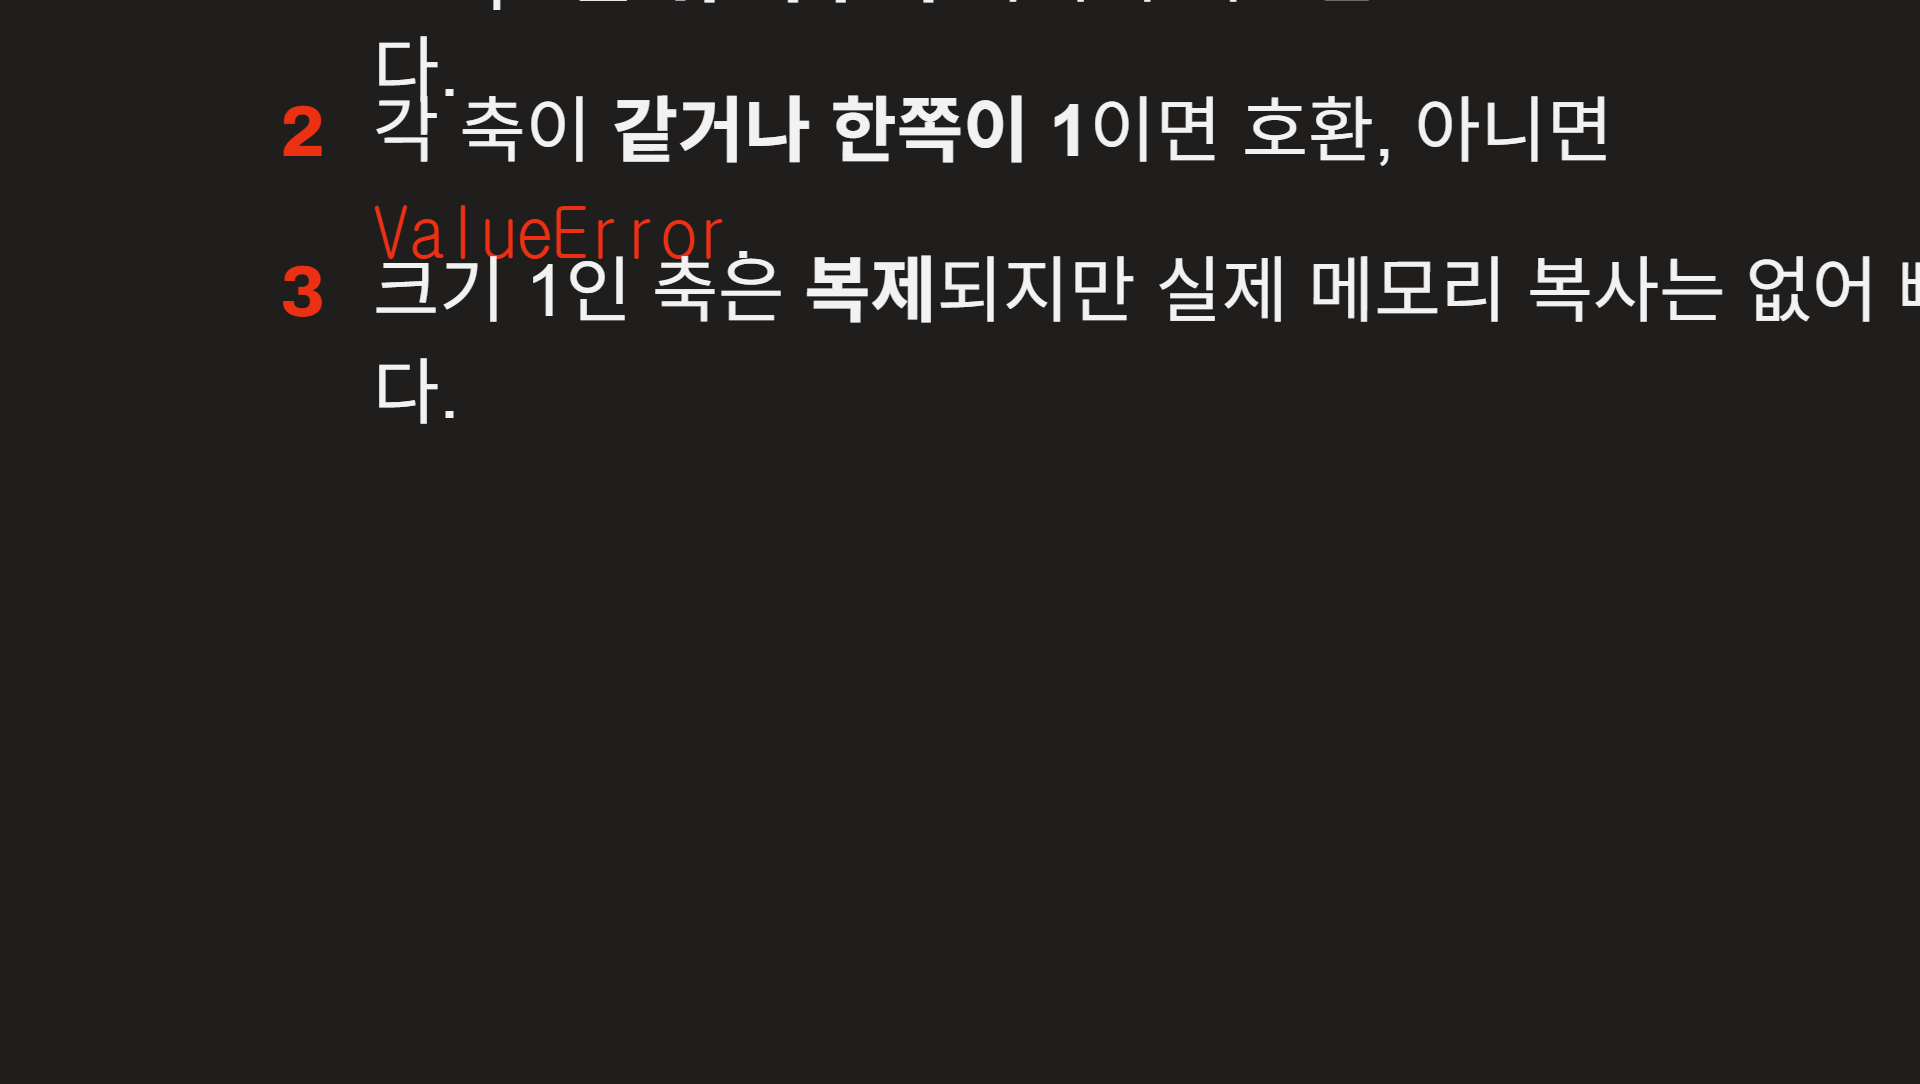 다.
2 각 축이 같거나 한쪽이 1이면 호환, 아니면
ValueError.
3 크기 1인 축은 복제되지만 실제 메모리 복사는 없어
다.